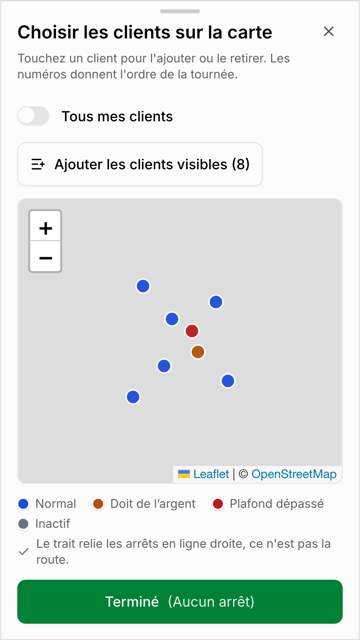 Choisir les clients sur la carte
Touchez un client pour l'ajouter ou le retirer. Les
numéros donnent l'ordre de la tournée.
Tous mes clients
Ajouter les clients visibles (8)
+
−
Leaflet | © OpenStreetMap
Normal
Doit de l’argent
Plafond dépassé
Inactif
Le trait relie les arrêts en ligne droite, ce n'est pas la
route.
Terminé (Aucun arrêt)